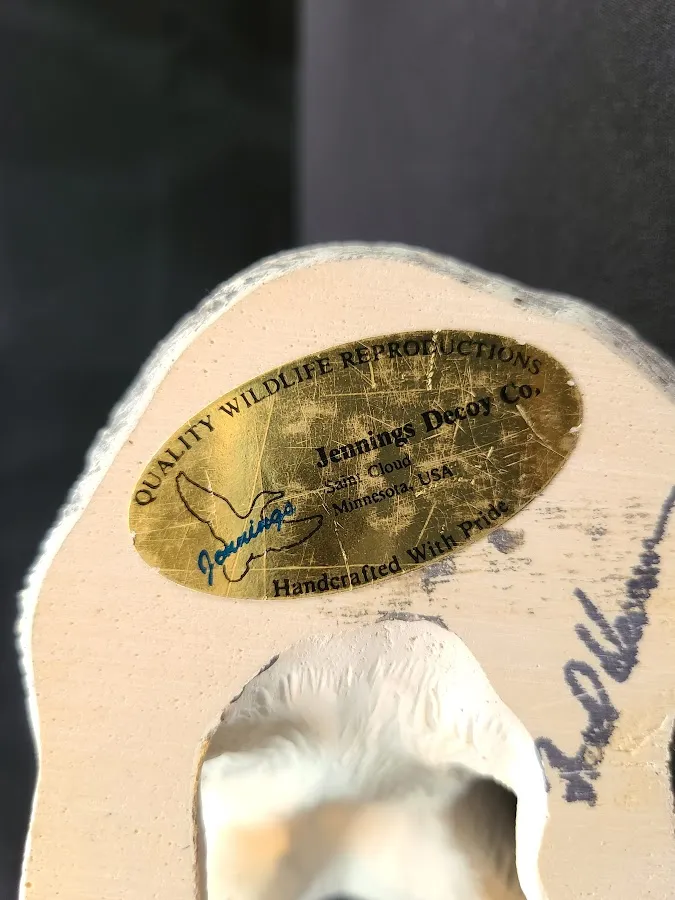 QUALITY WILDLIFE REPRODUCTIONS
Jennings Decoy Co.
Saint Cloud
Minnesota, USA
Jennings
Handcrafted With Pride